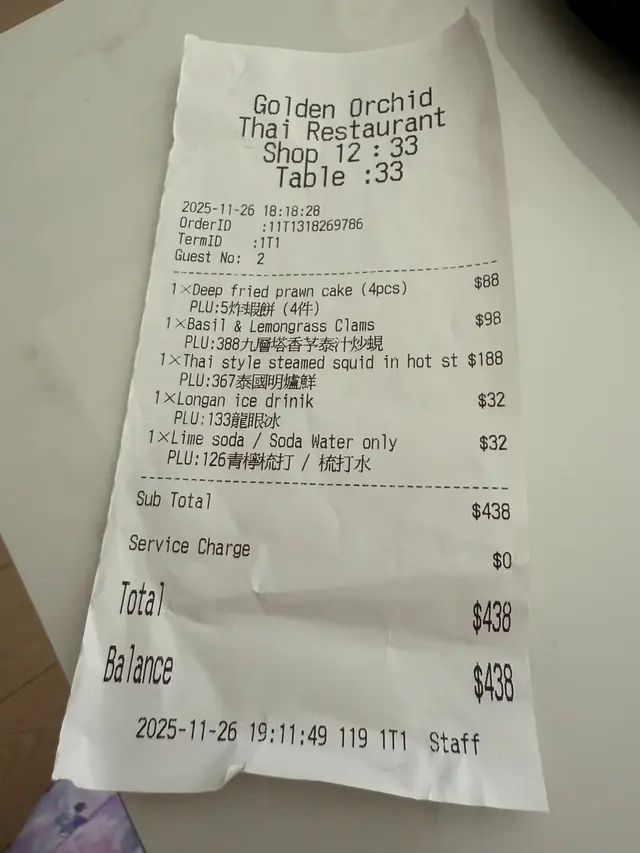 Golden Orchid
Thai Restaurant
Shop 12 : 33
Table :33
2025-11-26 18:18:28
OrderID :11T1318269786
TermID :1T1
Guest No: 2
1×Deep fried prawn cake (4pcs) $88
PLU:5炸蝦餅 (4件)
1×Basil & Lemongrass Clams $98
PLU:388九層塔香芧泰汁炒蜆
1×Thai style steamed squid in hot st $188
PLU:367泰國明爐鮮
1×Longan ice drinik $32
PLU:133龍眼冰
1×Lime soda / Soda Water only $32
PLU:126青檸梳打 / 梳打水
Sub Total $438
Service Charge $0
Total $438
Balance $438
2025-11-26 19:11:49 119 1T1 Staff